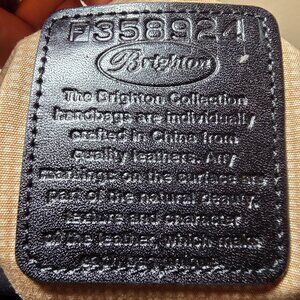 F358924
Brighton
The Brighton Collection
handbags are individually
crafted in China from
quality leathers. Any
markings on the surface are
part of the natural beauty,
texture and character
of the leather, which make